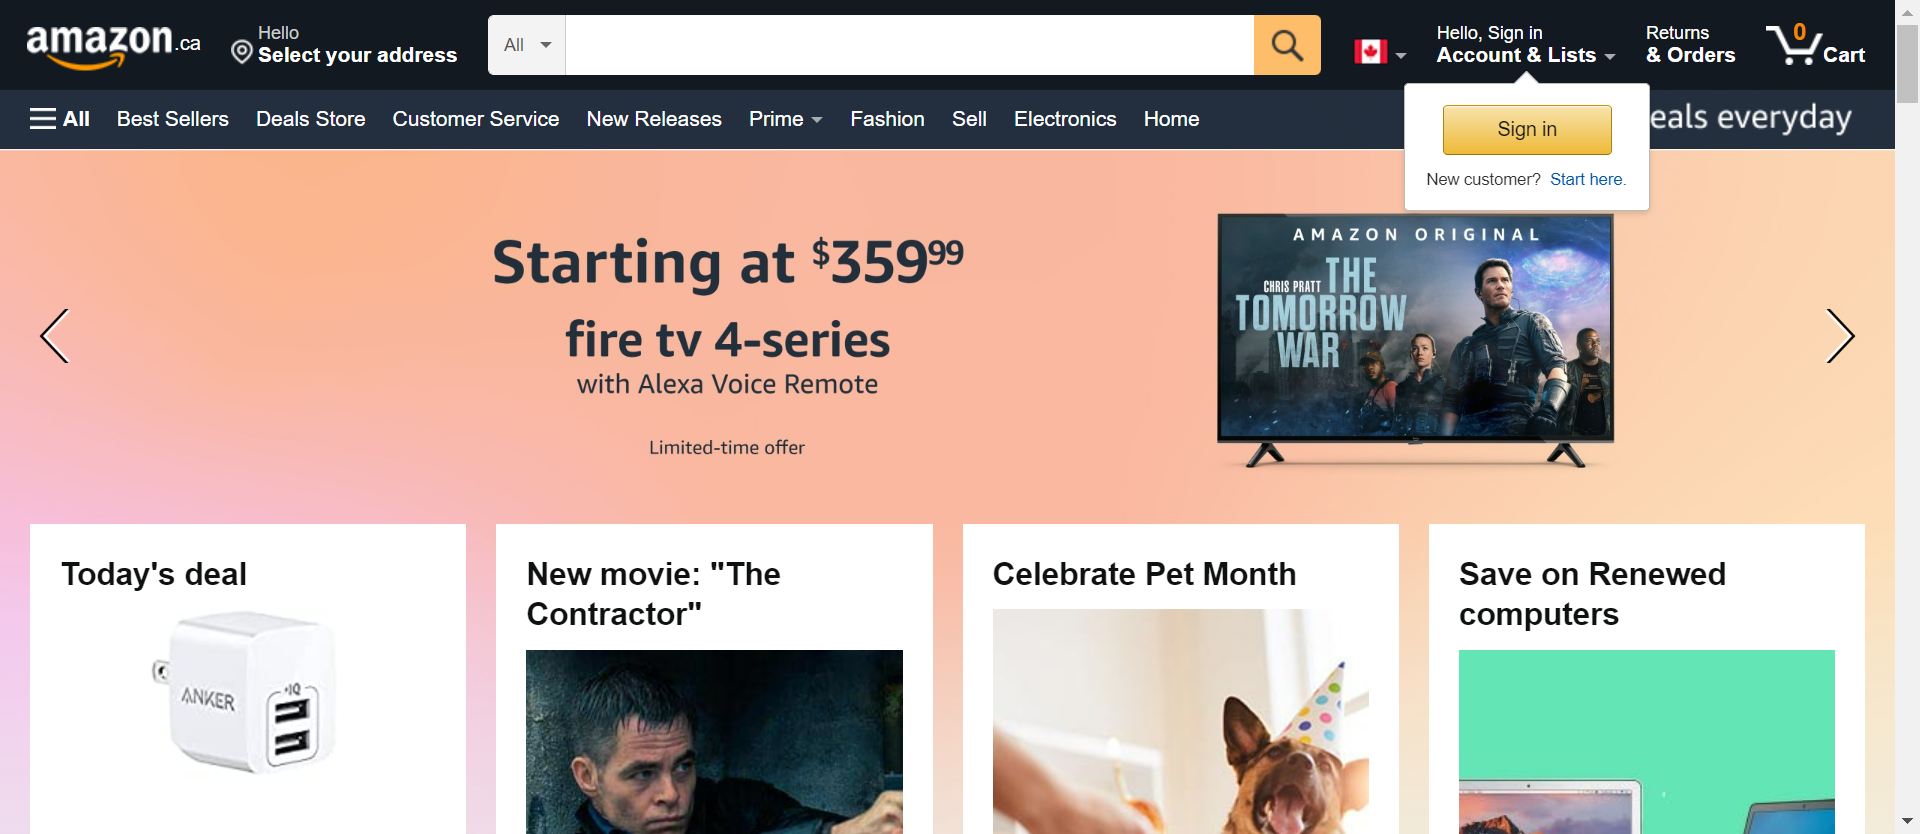 amazon.ca
Hello
Select your address
All
Hello, Sign in
Account & Lists
Returns
& Orders
0
Cart
All
Best Sellers
Deals Store
Customer Service
New Releases
Prime
Fashion
Sell
Electronics
Home
eals everyday
Sign in
New customer? Start here.
Starting at $35999
fire tv 4-series
with Alexa Voice Remote
Limited-time offer
AMAZON ORIGINAL
CHRIS PRATT
THE
TOMORROW
WAR
Today's deal
ANKER
IQ
New movie: "The
Contractor"
Celebrate Pet Month
Save on Renewed
computers